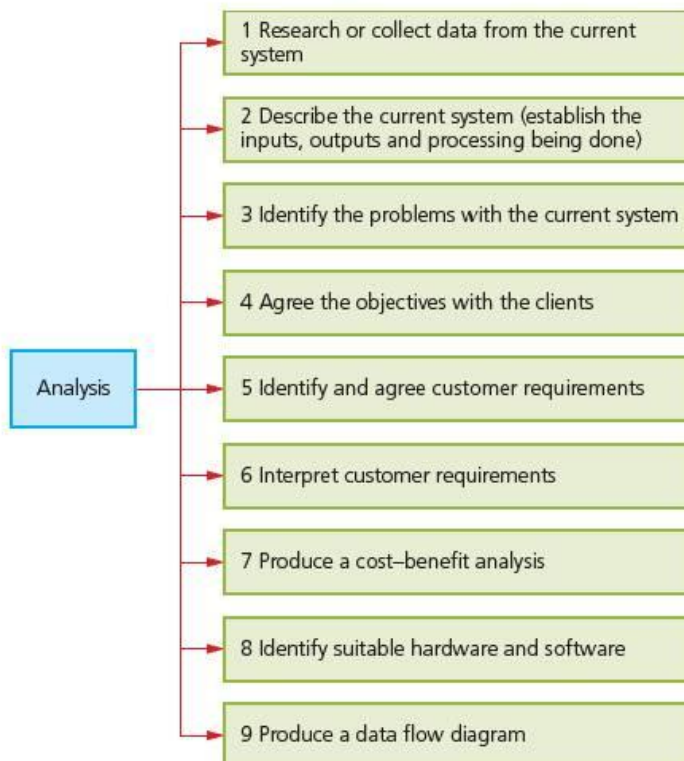 1 Research or collect data from the current
system
2 Describe the current system (establish the
inputs, outputs and processing being done)
3 Identify the problems with the current system
4 Agree the objectives with the clients
Analysis
5 Identify and agree customer requirements
6 Interpret customer requirements
7 Produce a cost–benefit analysis
8 Identify suitable hardware and software
9 Produce a data flow diagram